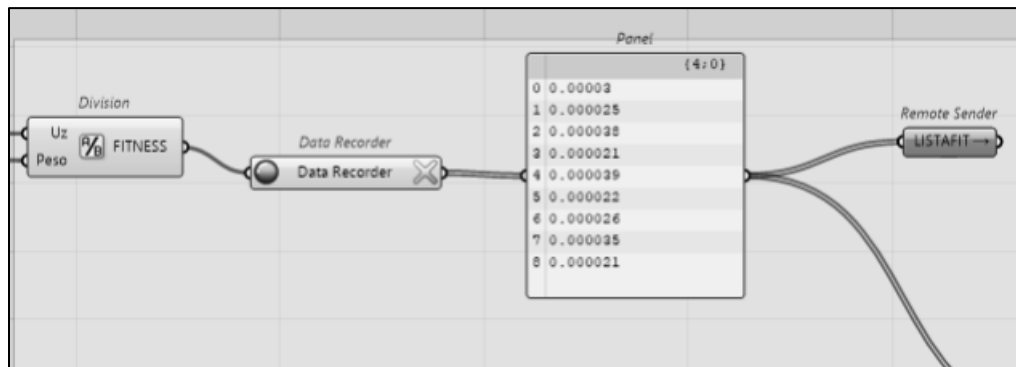 Division
Uz
Peso
A/B
FITNESS
Data Recorder
Data Recorder
Panel
{4;0}
0 0.00003
1 0.000025
2 0.000038
3 0.000021
4 0.000039
5 0.000022
6 0.000026
7 0.000035
8 0.000021
Remote Sender
LISTAFIT→